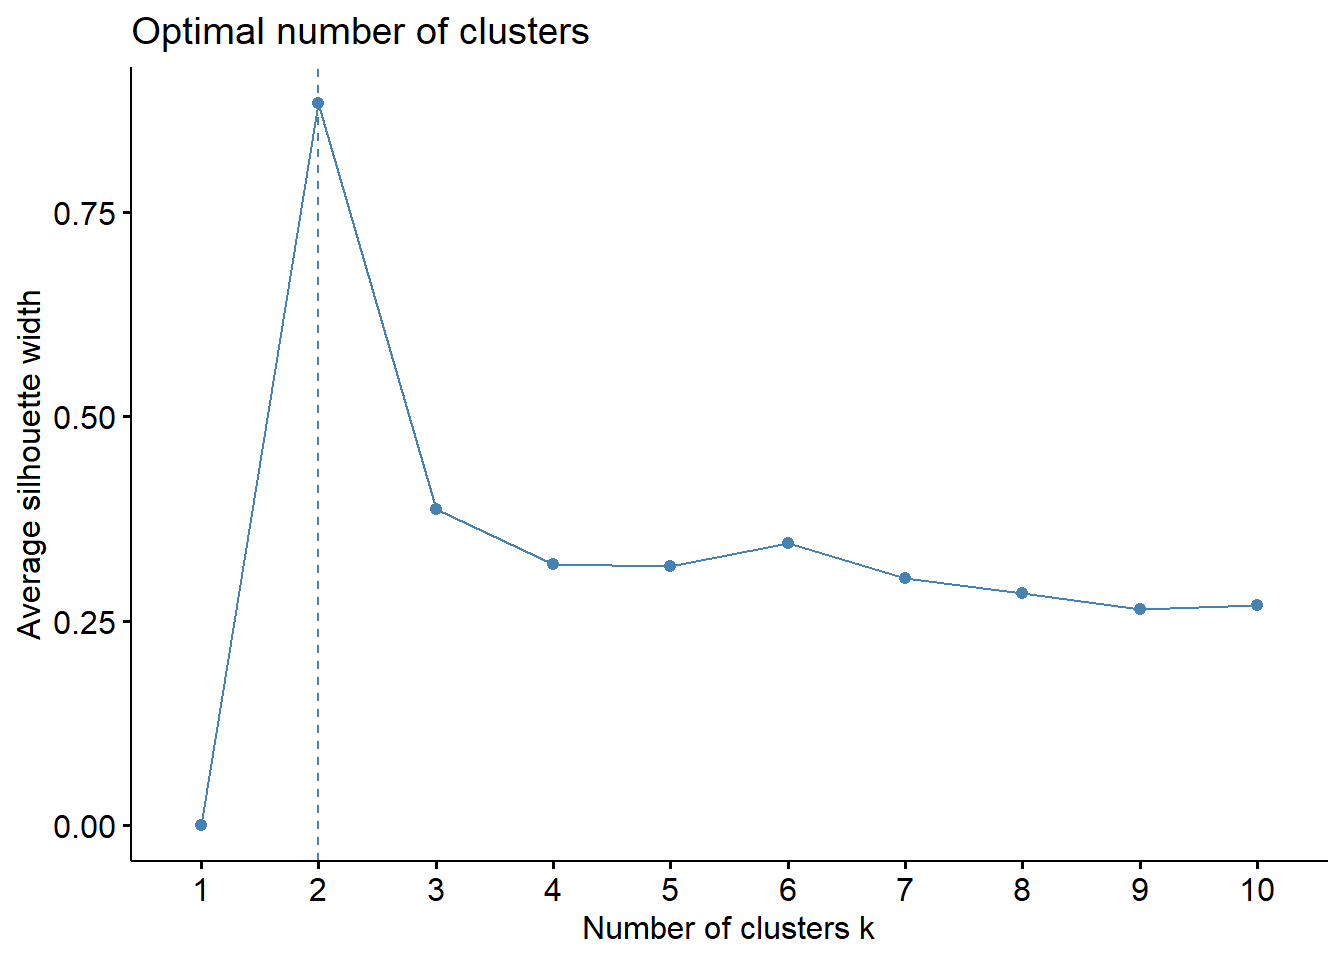 Optimal number of clusters
Average silhouette width
0.75
0.50
0.25
0.00
1 2 3 4 5 6 7 8 9 10
Number of clusters k